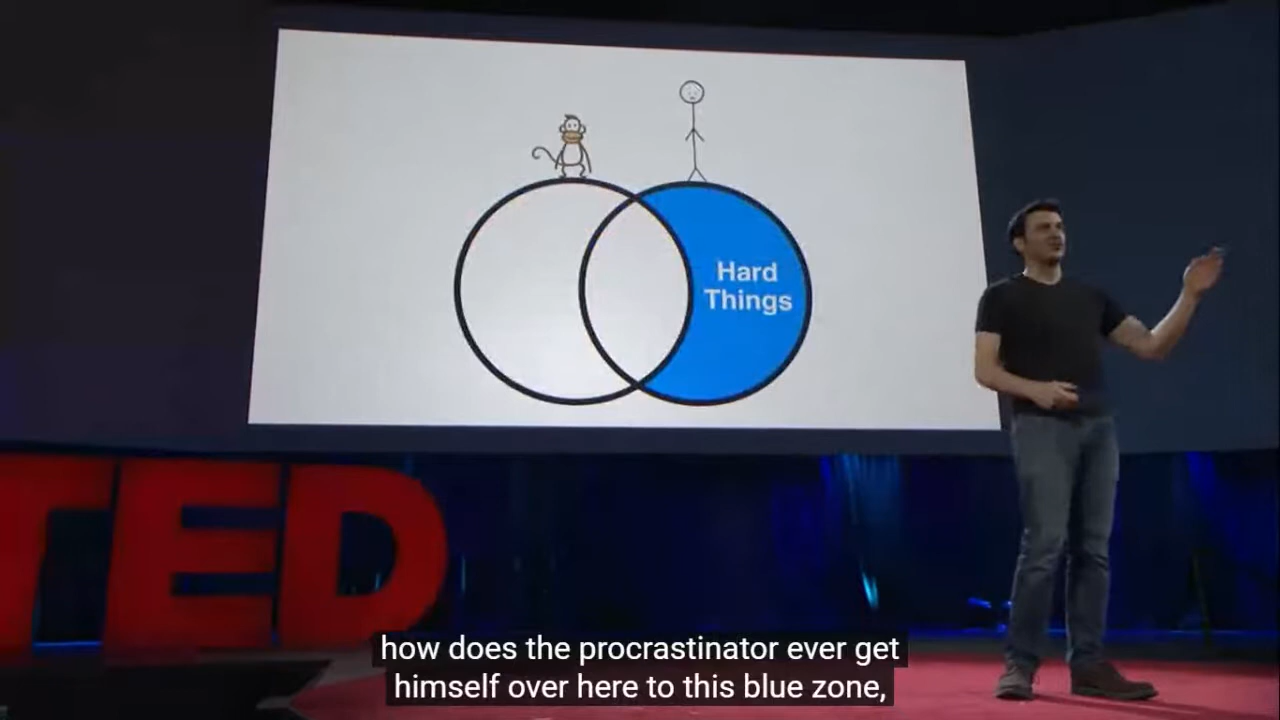 Hard
Things
TED
how does the procrastinator ever get
himself over here to this blue zone,